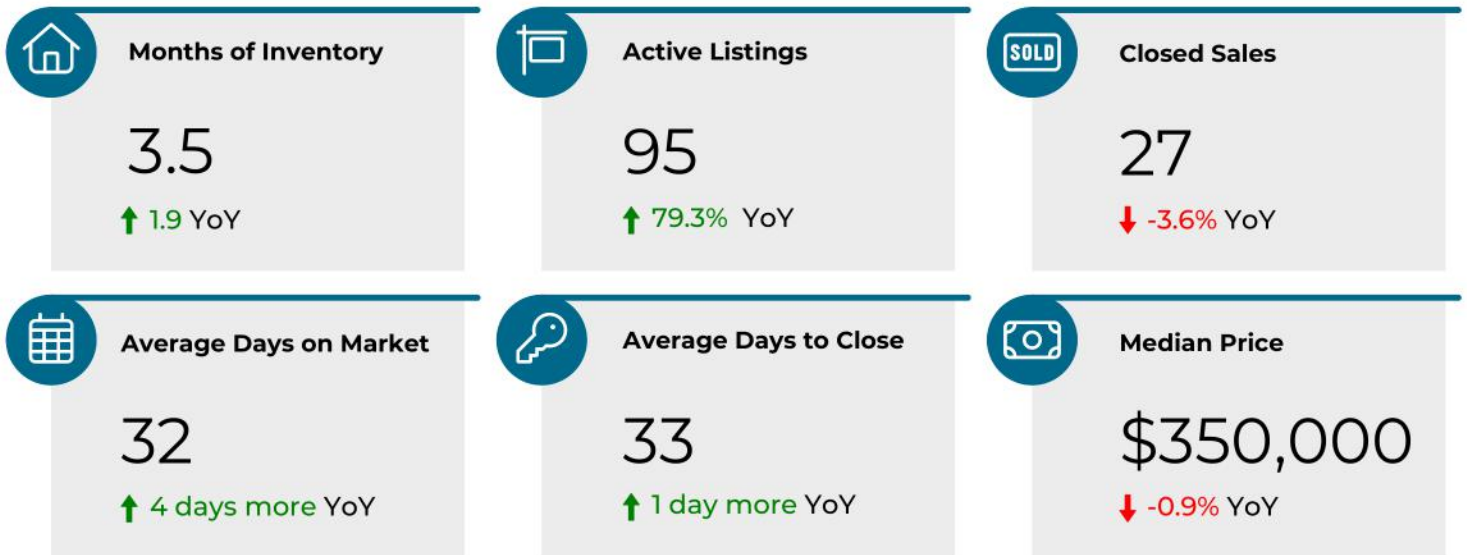 Months of Inventory
3.5
↑ 1.9 YoY
Active Listings
95
↑ 79.3% YoY
SOLD
Closed Sales
27
↓ -3.6% YoY
Average Days on Market
32
↑ 4 days more YoY
Average Days to Close
33
↑ 1 day more YoY
Median Price
$350,000
↓ -0.9% YoY